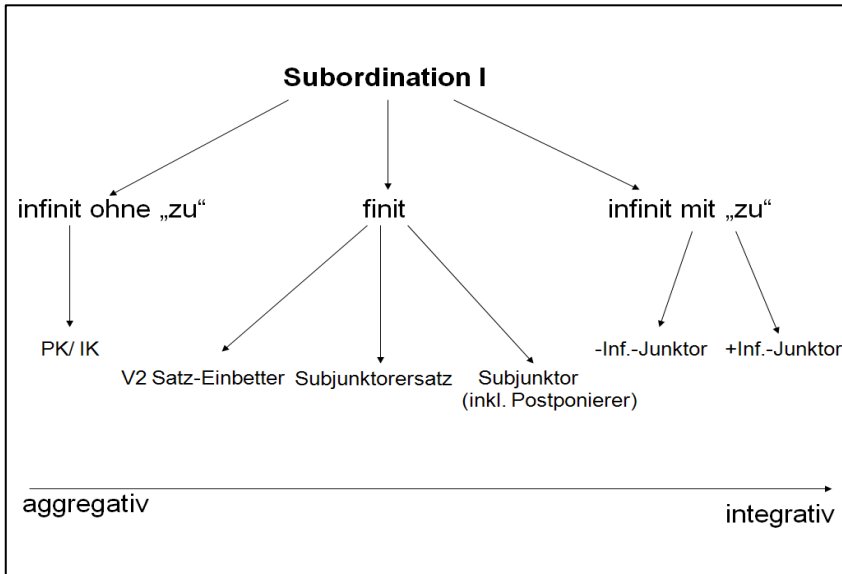 Subordination I
infinit ohne „zu“
finit
infinit mit „zu“
PK/ IK
V2 Satz-Einbetter
Subjunktorersatz
Subjunktor
(inkl. Postponierer)
-Inf.-Junktor
+Inf.-Junktor
aggregativ
integrativ